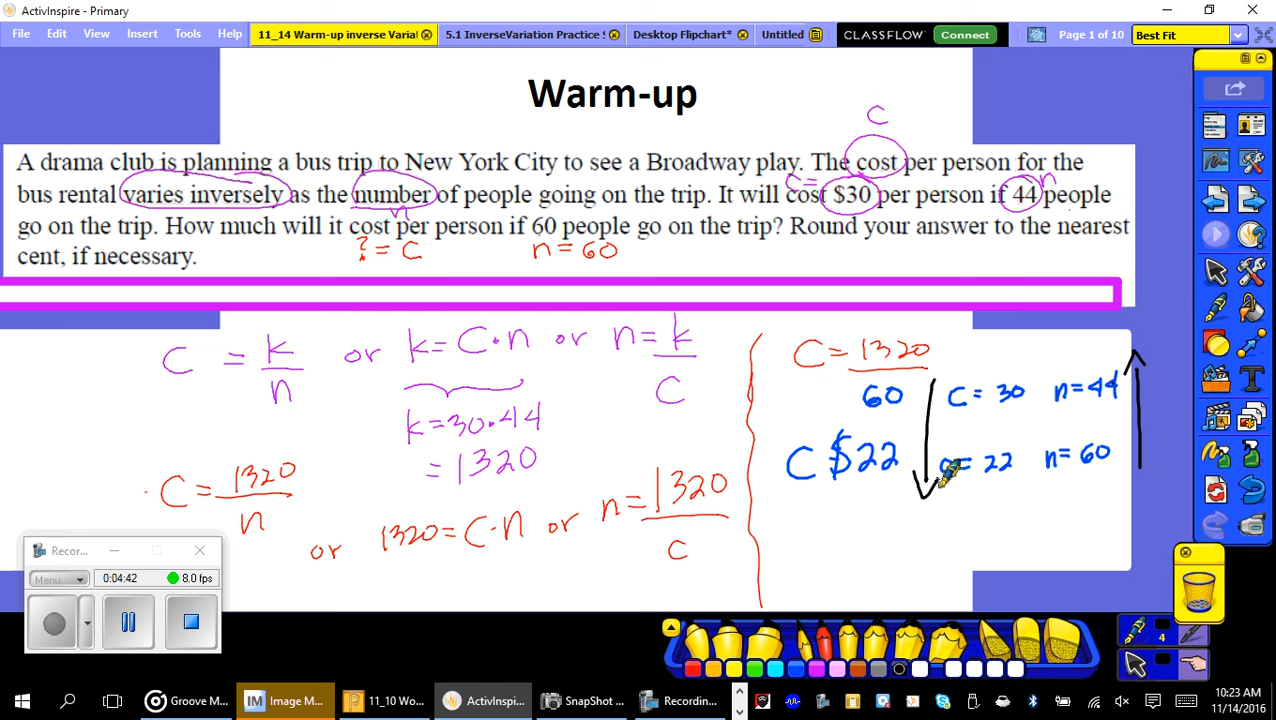 ActivInspire - Primary
File Edit View Insert Tools Help 11_14 Warm-up inverse Variat 5.1 InverseVariation Practice S Desktop Flipchart* Untitled CLASSFLOW Connect Page 1 of 10 Best Fit
Warm-up
C
A drama club is planning a bus trip to New York City to see a Broadway play. The cost per person for the
C= n
bus rental varies inversely as the number of people going on the trip. It will cost $30 per person if 44 people
n
go on the trip. How much will it cost per person if 60 people go on the trip? Round your answer to the nearest
cent, if necessary.
? = C n = 60
C = k/n or k = C·n or n = k/C
k = 30·44
= 1320
C = 1320/n or 1320 = C·n or n = 1320/C
C = 1320/60
C = 30 n = 44
C $22
= 22 n = 60
Recor...
Menu 0:04:42 8.0 fps
4
Groove M... Image M... 11_10 Wo... ActivInspire... SnapShot ... Recording...
10:23 AM
11/14/2016